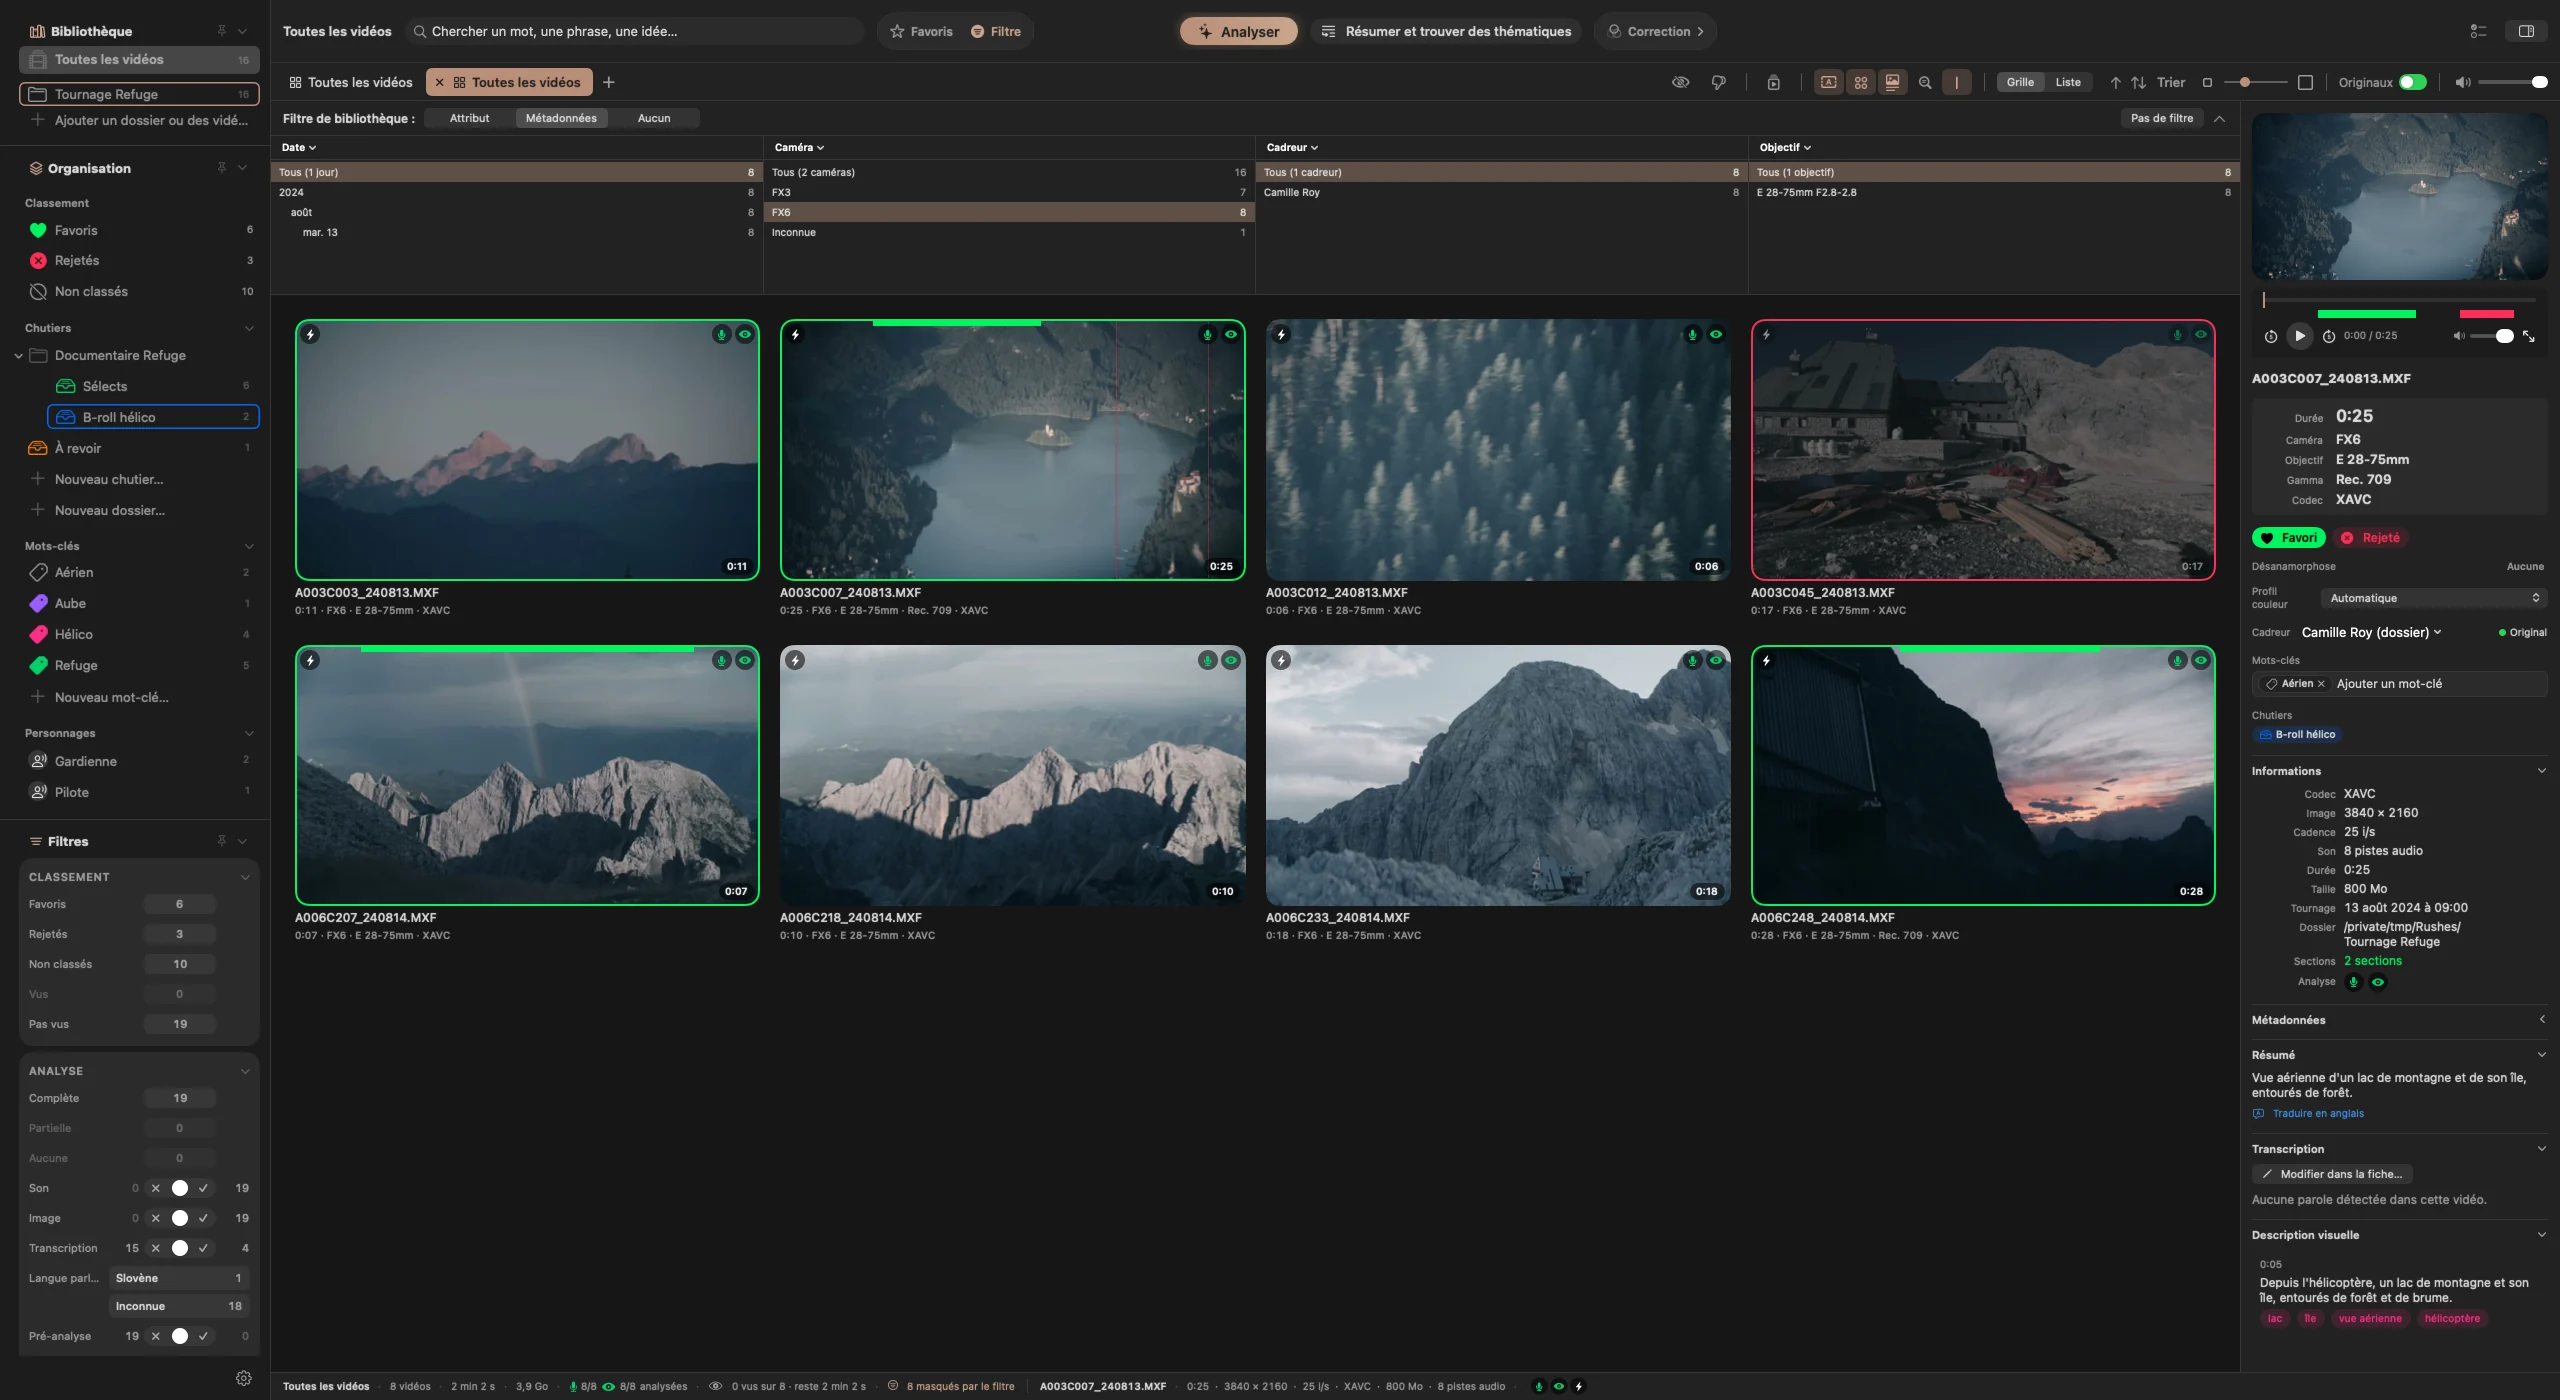 Bibliothèque
Toutes les vidéos 16
Tournage Refuge 16
Ajouter un dossier ou des vidé...
Organisation
Classement
Favoris 6
Rejetés 3
Non classés 10
Chutiers
Documentaire Refuge
Sélects 6
B-roll hélico 2
À revoir 1
Nouveau chutier...
Nouveau dossier...
Mots-clés
Aérien 2
Aube 1
Hélico 4
Refuge 5
Nouveau mot-clé...
Personnages
Gardienne 2
Pilote 1
Filtres
CLASSEMENT
Favoris 6
Rejetés 3
Non classés 10
Vus 0
Pas vus 19
ANALYSE
Complète 19
Partielle 0
Aucune 0
Son 0 19
Image 0 19
Transcription 15 4
Langue parl... Slovène 1
Inconnue 18
Pré-analyse 19 0
Toutes les vidéos Chercher un mot, une phrase, une idée... Favoris Filtre Analyser Résumer et trouver des thématiques Correction
Toutes les vidéos Toutes les vidéos Grille Liste Trier Originaux
Filtre de bibliothèque : Attribut Métadonnées Aucun Pas de filtre
Date Caméra Cadreur Objectif
Tous (1 jour) 8 Tous (2 caméras) 16 Tous (1 cadreur) 8 Tous (1 objectif) 8
2024 8 FX3 7 Camille Roy 8 E 28-75mm F2.8-2.8 8
août 8 FX6 8
mar. 13 8 Inconnue 1
0:11 0:25 0:06 0:17
A003C003_240813.MXF A003C007_240813.MXF A003C012_240813.MXF A003C045_240813.MXF
0:11 · FX6 · E 28-75mm · XAVC 0:25 · FX6 · E 28-75mm · Rec. 709 · XAVC 0:06 · FX6 · E 28-75mm · XAVC 0:17 · FX6 · E 28-75mm · XAVC
0:07 0:10 0:18 0:28
A006C207_240814.MXF A006C218_240814.MXF A006C233_240814.MXF A006C248_240814.MXF
0:07 · FX6 · E 28-75mm · XAVC 0:10 · FX6 · E 28-75mm · XAVC 0:18 · FX6 · E 28-75mm · XAVC 0:28 · FX6 · E 28-75mm · Rec. 709 · XAVC
Toutes les vidéos · 8 vidéos · 2 min 2 s · 3,9 Go · 8/8 8/8 analysées · 0 vus sur 8 · reste 2 min 2 s · 8 masqués par le filtre A003C007_240813.MXF · 0:25 · 3840 × 2160 · 25 i/s · XAVC · 800 Mo · 8 pistes audio
0:00 / 0:25
A003C007_240813.MXF
Durée 0:25
Caméra FX6
Objectif E 28-75mm
Gamma Rec. 709
Codec XAVC
Favori Rejeté
Désanamorphose Aucune
Profil couleur Automatique
Cadreur Camille Roy (dossier) Original
Mots-clés
Aérien Ajouter un mot-clé
Chutiers
B-roll hélico
Informations
Codec XAVC
Image 3840 × 2160
Cadence 25 i/s
Son 8 pistes audio
Durée 0:25
Taille 800 Mo
Tournage 13 août 2024 à 09:00
Dossier /private/tmp/Rushes/
Tournage Refuge
Sections 2 sections
Analyse
Métadonnées
Résumé
Vue aérienne d'un lac de montagne et de son île,
entourés de forêt.
Traduire en anglais
Transcription
Modifier dans la fiche...
Aucune parole détectée dans cette vidéo.
Description visuelle
0:05
Depuis l'hélicoptère, un lac de montagne et son
île, entourés de forêt et de brume.
lac île vue aérienne hélicoptère